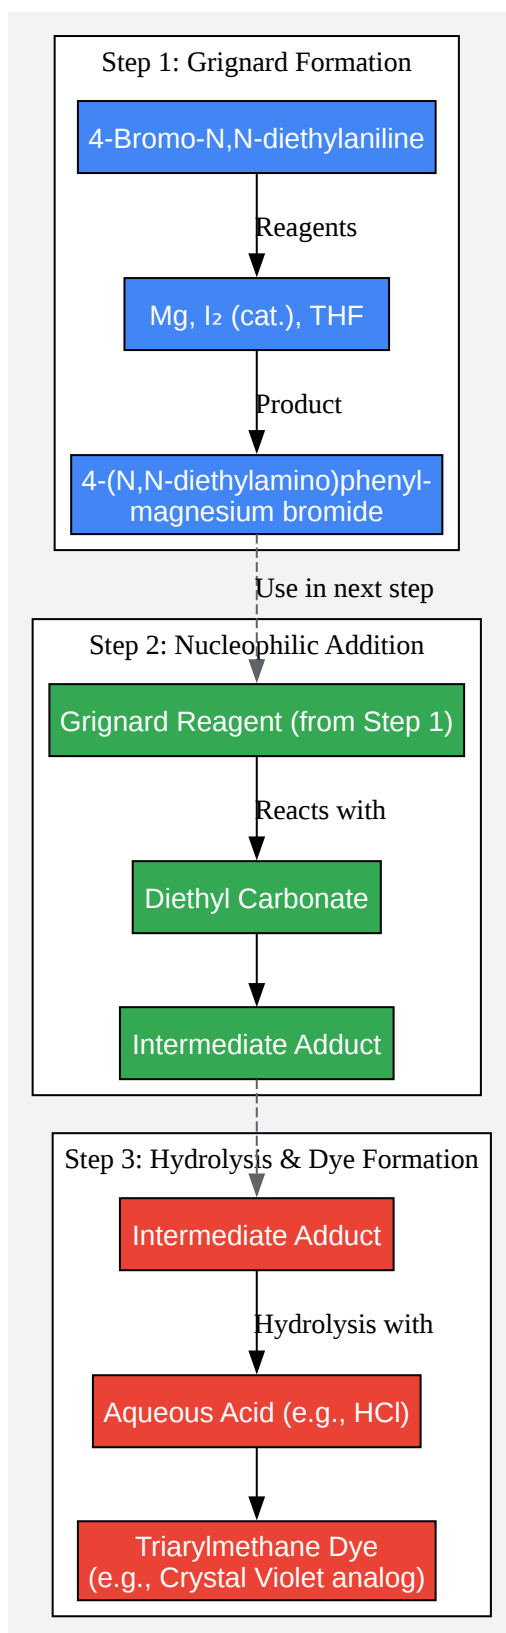 Step 1: Grignard Formation
4-Bromo-N,N-diethylaniline
Reagents
Mg, I₂ (cat.), THF
Product
4-(N,N-diethylamino)phenyl-
magnesium bromide
Use in next step
Step 2: Nucleophilic Addition
Grignard Reagent (from Step 1)
Reacts with
Diethyl Carbonate
Intermediate Adduct
Step 3: Hydrolysis & Dye Formation
Intermediate Adduct
Hydrolysis with
Aqueous Acid (e.g., HCl)
Triarylmethane Dye
(e.g., Crystal Violet analog)